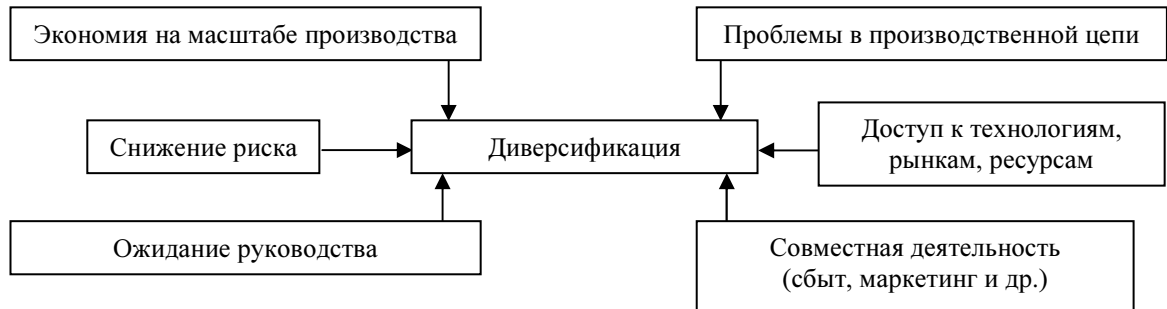 Экономия на масштабе производства
Проблемы в производственной цепи
Снижение риска
Диверсификация
Доступ к технологиям,
рынкам, ресурсам
Ожидание руководства
Совместная деятельность
(сбыт, маркетинг и др.)